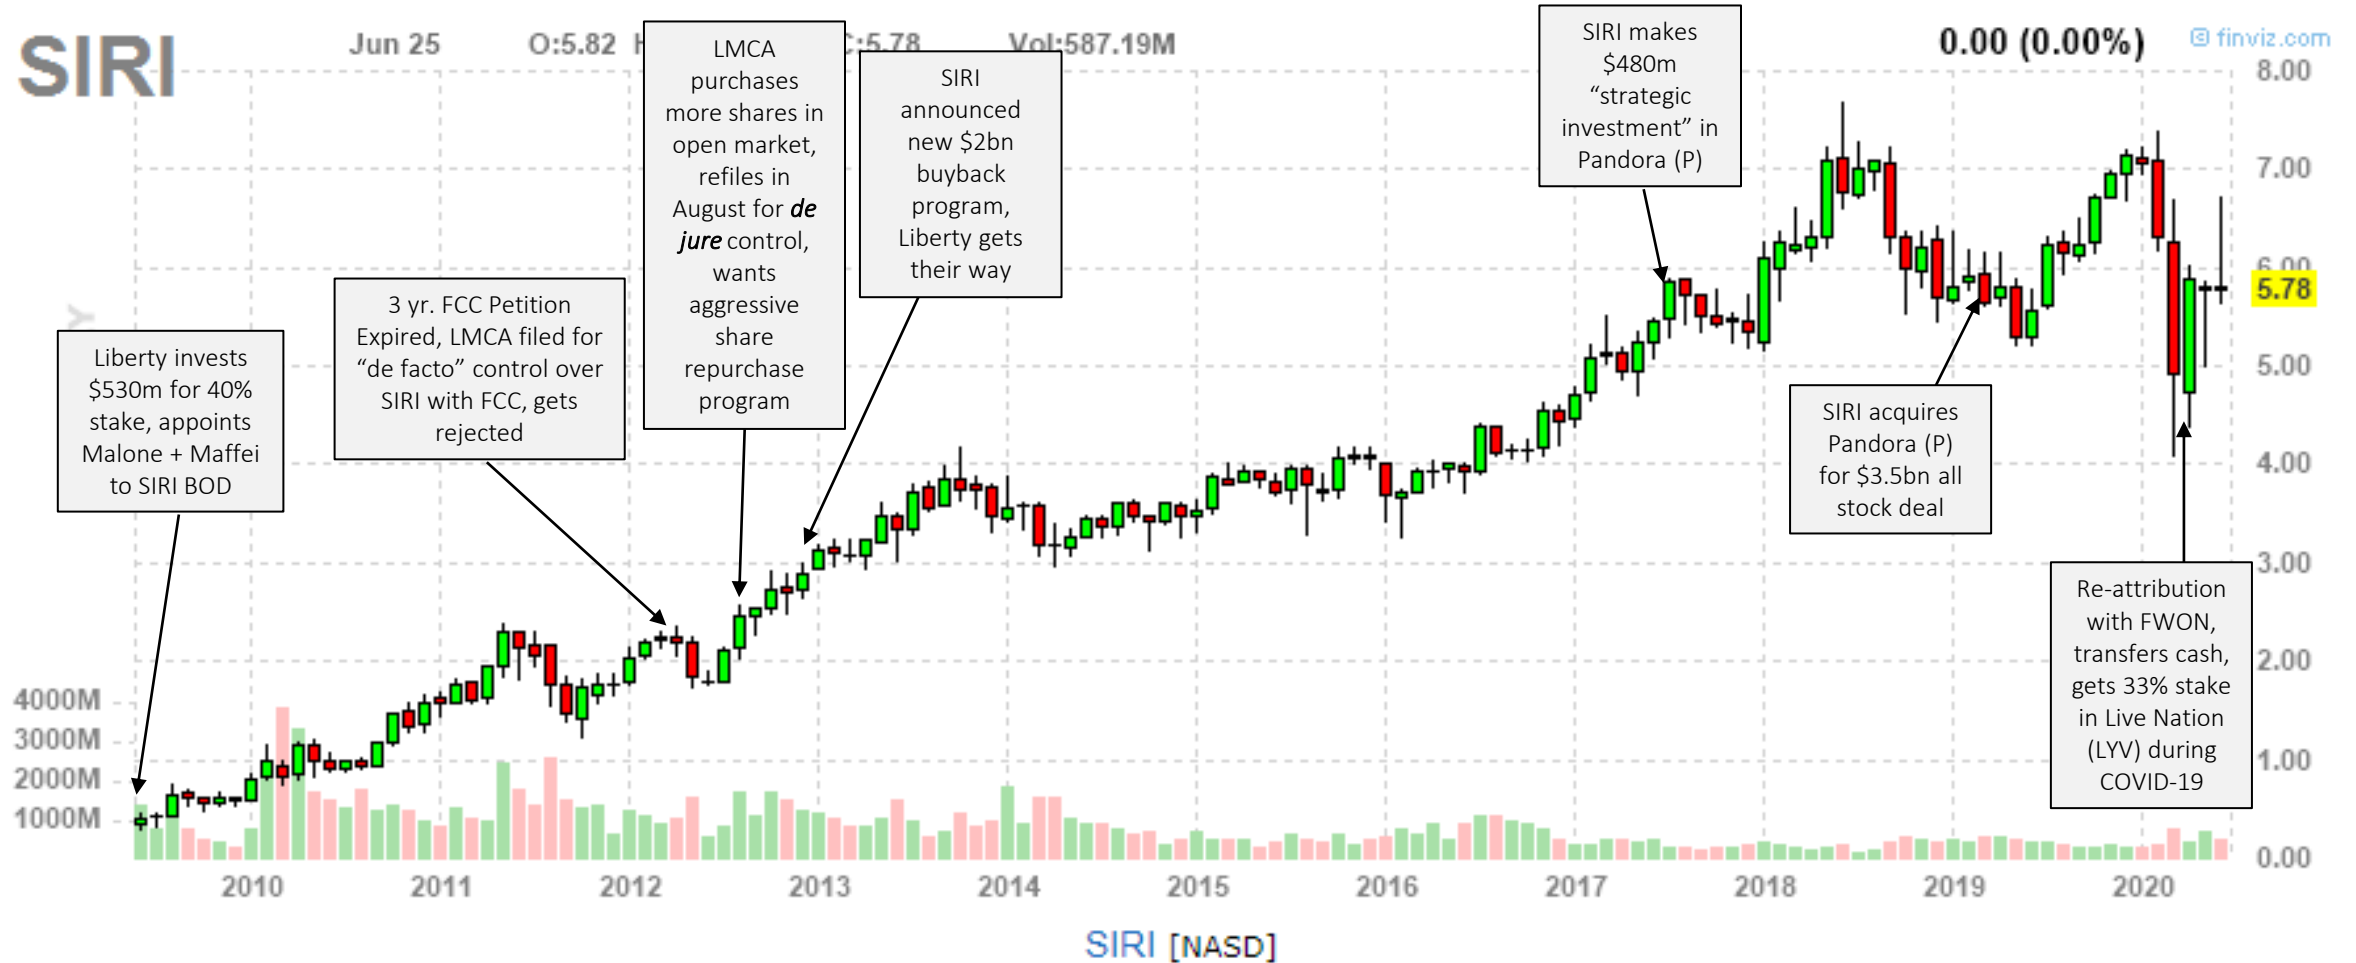 SIRI
Jun 25 O:5.82 H C:5.78 Vol:587.19M
0.00 (0.00%)
finviz.com
Y
Liberty invests
$530m for 40%
stake, appoints
Malone + Maffei
to SIRI BOD
3 yr. FCC Petition
Expired, LMCA filed for
“de facto” control over
SIRI with FCC, gets
rejected
LMCA
purchases
more shares in
open market,
refiles in
August for de
jure control,
wants
aggressive
share
repurchase
program
SIRI
announced
new $2bn
buyback
program,
Liberty gets
their way
SIRI makes
$480m
“strategic
investment” in
Pandora (P)
SIRI acquires
Pandora (P)
for $3.5bn all
stock deal
Re-attribution
with FWON,
transfers cash,
gets 33% stake
in Live Nation
(LYV) during
COVID-19
8.00
7.00
6.00
5.78
5.00
4.00
3.00
2.00
1.00
0.00
4000M
3000M
2000M
1000M
2010 2011 2012 2013 2014 2015 2016 2017 2018 2019 2020
SIRI [NASD]